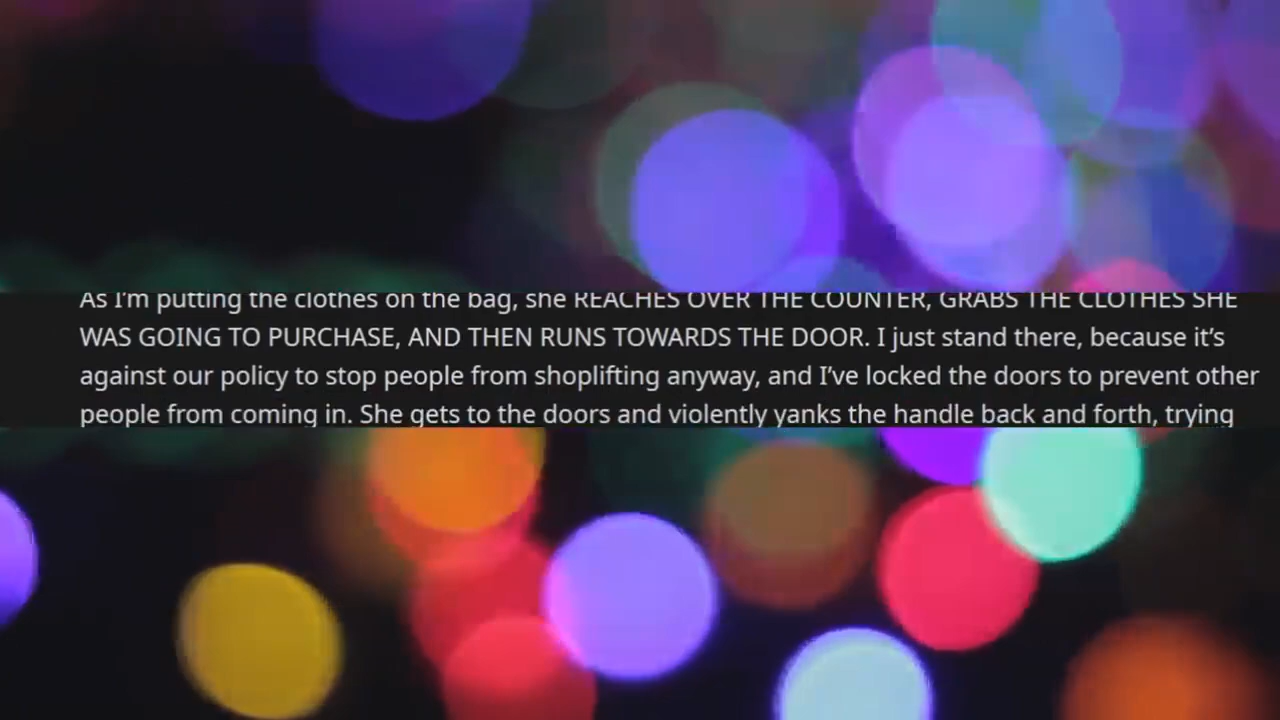 As I’m putting the clothes on the bag, she REACHES OVER THE COUNTER, GRABS THE CLOTHES SHE
WAS GOING TO PURCHASE, AND THEN RUNS TOWARDS THE DOOR. I just stand there, because it’s
against our policy to stop people from shoplifting anyway, and I’ve locked the doors to prevent other
people from coming in. She gets to the doors and violently yanks the handle back and forth, trying